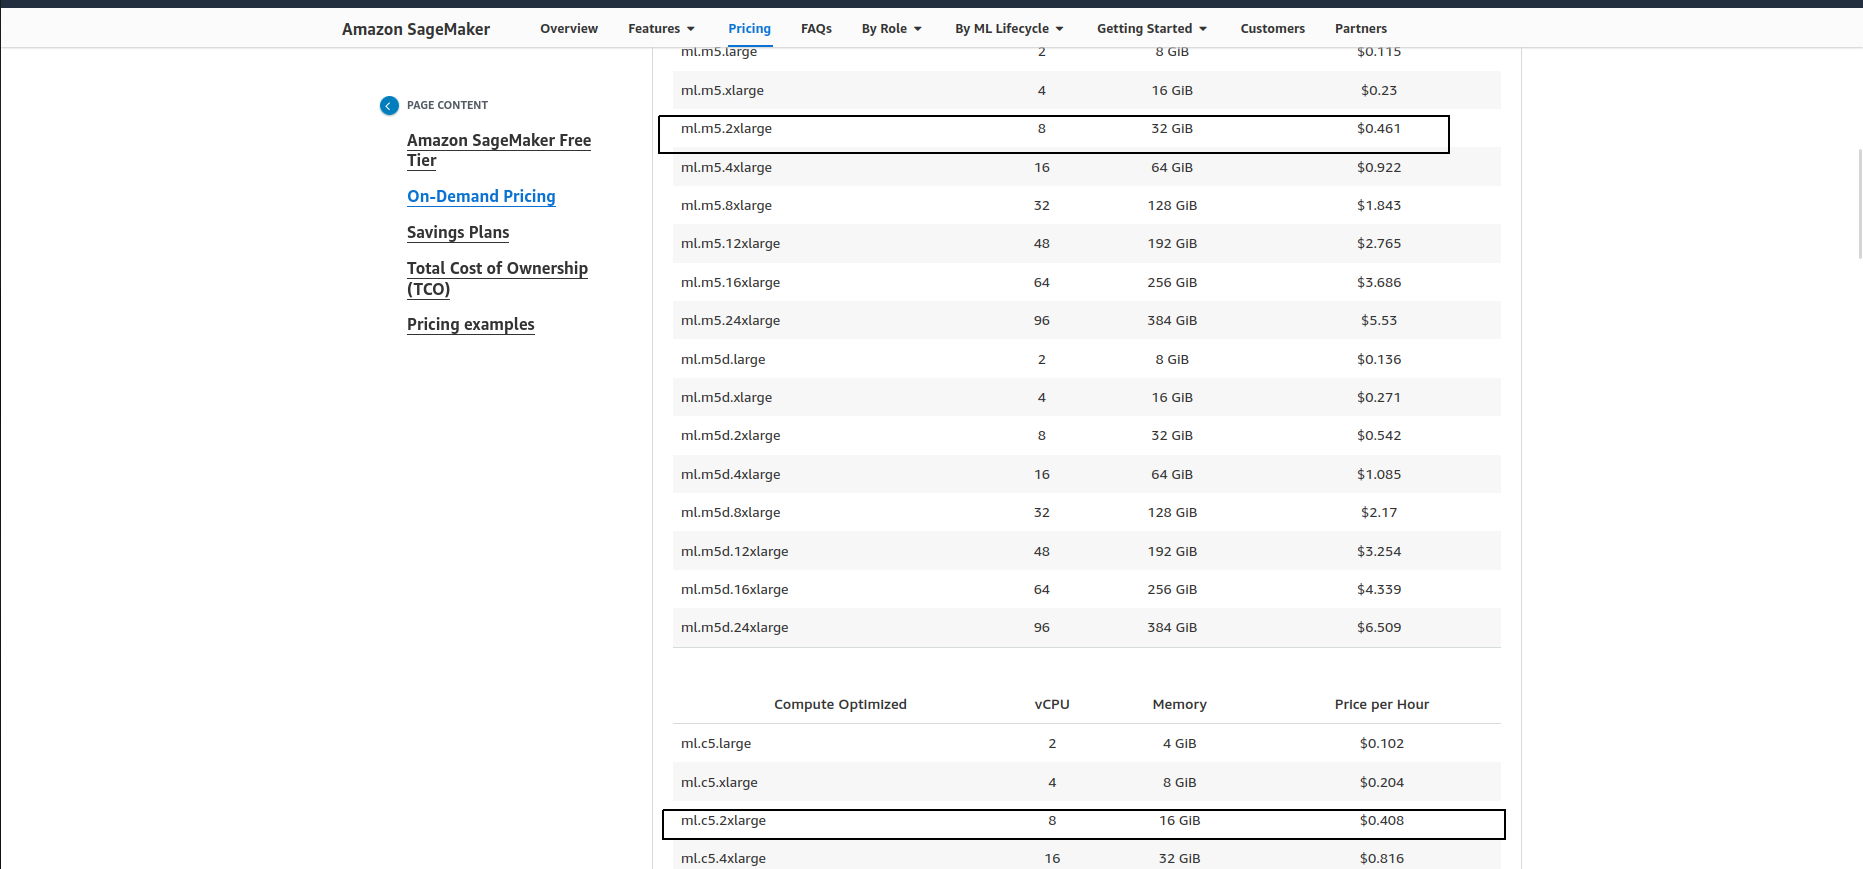 Amazon SageMaker Overview Features Pricing FAQs By Role By ML Lifecycle Getting Started Customers Partners
PAGE CONTENT
Amazon SageMaker Free
Tier
On-Demand Pricing
Savings Plans
Total Cost of Ownership
(TCO)
Pricing examples
ml.m5.large 2 8 GiB $0.115
ml.m5.xlarge 4 16 GiB $0.23
ml.m5.2xlarge 8 32 GiB $0.461
ml.m5.4xlarge 16 64 GiB $0.922
ml.m5.8xlarge 32 128 GiB $1.843
ml.m5.12xlarge 48 192 GiB $2.765
ml.m5.16xlarge 64 256 GiB $3.686
ml.m5.24xlarge 96 384 GiB $5.53
ml.m5d.large 2 8 GiB $0.136
ml.m5d.xlarge 4 16 GiB $0.271
ml.m5d.2xlarge 8 32 GiB $0.542
ml.m5d.4xlarge 16 64 GiB $1.085
ml.m5d.8xlarge 32 128 GiB $2.17
ml.m5d.12xlarge 48 192 GiB $3.254
ml.m5d.16xlarge 64 256 GiB $4.339
ml.m5d.24xlarge 96 384 GiB $6.509
Compute Optimized vCPU Memory Price per Hour
ml.c5.large 2 4 GiB $0.102
ml.c5.xlarge 4 8 GiB $0.204
ml.c5.2xlarge 8 16 GiB $0.408
ml.c5.4xlarge 16 32 GiB $0.816